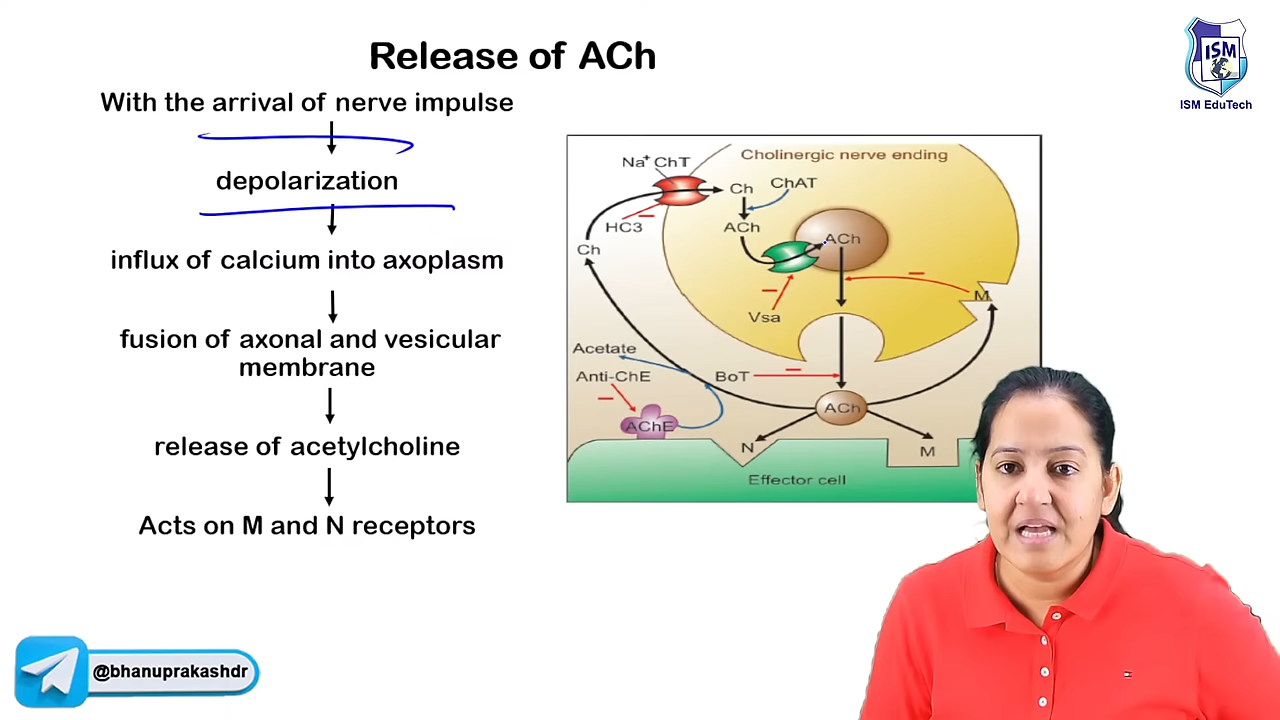 Release of ACh
ISM
ISM EduTech
With the arrival of nerve impulse
depolarization
influx of calcium into axoplasm
fusion of axonal and vesicular
membrane
release of acetylcholine
Acts on M and N receptors
Cholinergic nerve ending
Na⁺ ChT
Ch
ChAT
HC3
ACh
ACh
Ch
M
Vsa
Acetate
Anti-ChE
BoT
ACh
AChE
N
M
Effector cell
@bhanuprakashdr